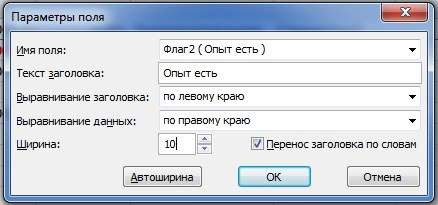 Параметры поля
Имя поля: Флаг2 ( Опыт есть )
Текст заголовка: Опыт есть
Выравнивание заголовка: по левому краю
Выравнивание данных: по правому краю
Ширина: 10 Перенос заголовка по словам
Автоширина OK Отмена